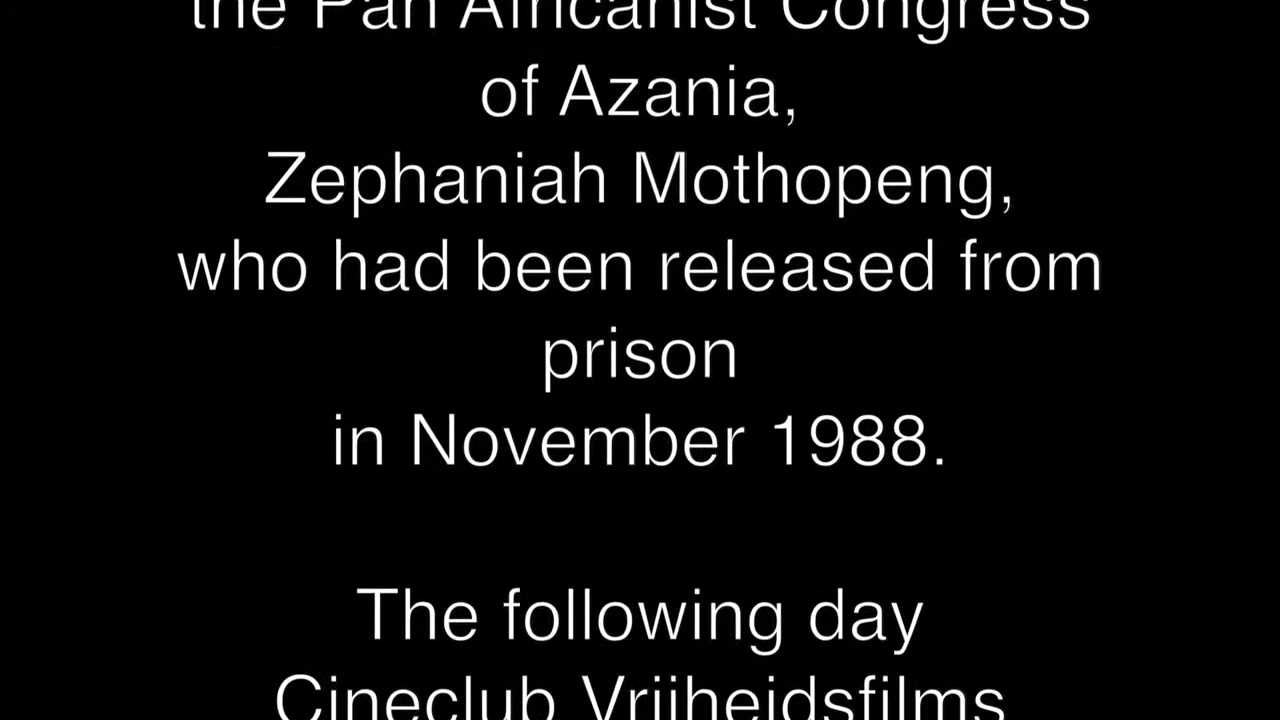 the Pan Africanist Congress
of Azania,
Zephaniah Mothopeng,
who had been released from
prison
in November 1988.
The following day
Cineclub Vrijheidsfilms